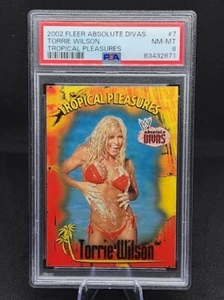 2002 FLEER ABSOLUTE DIVAS #7
TORRIE WILSON NM-MT
TROPICAL PLEASURES 8
PSA 83432671
TROPICAL PLEASURES
absolute
DIVAS
Torrie Wilson